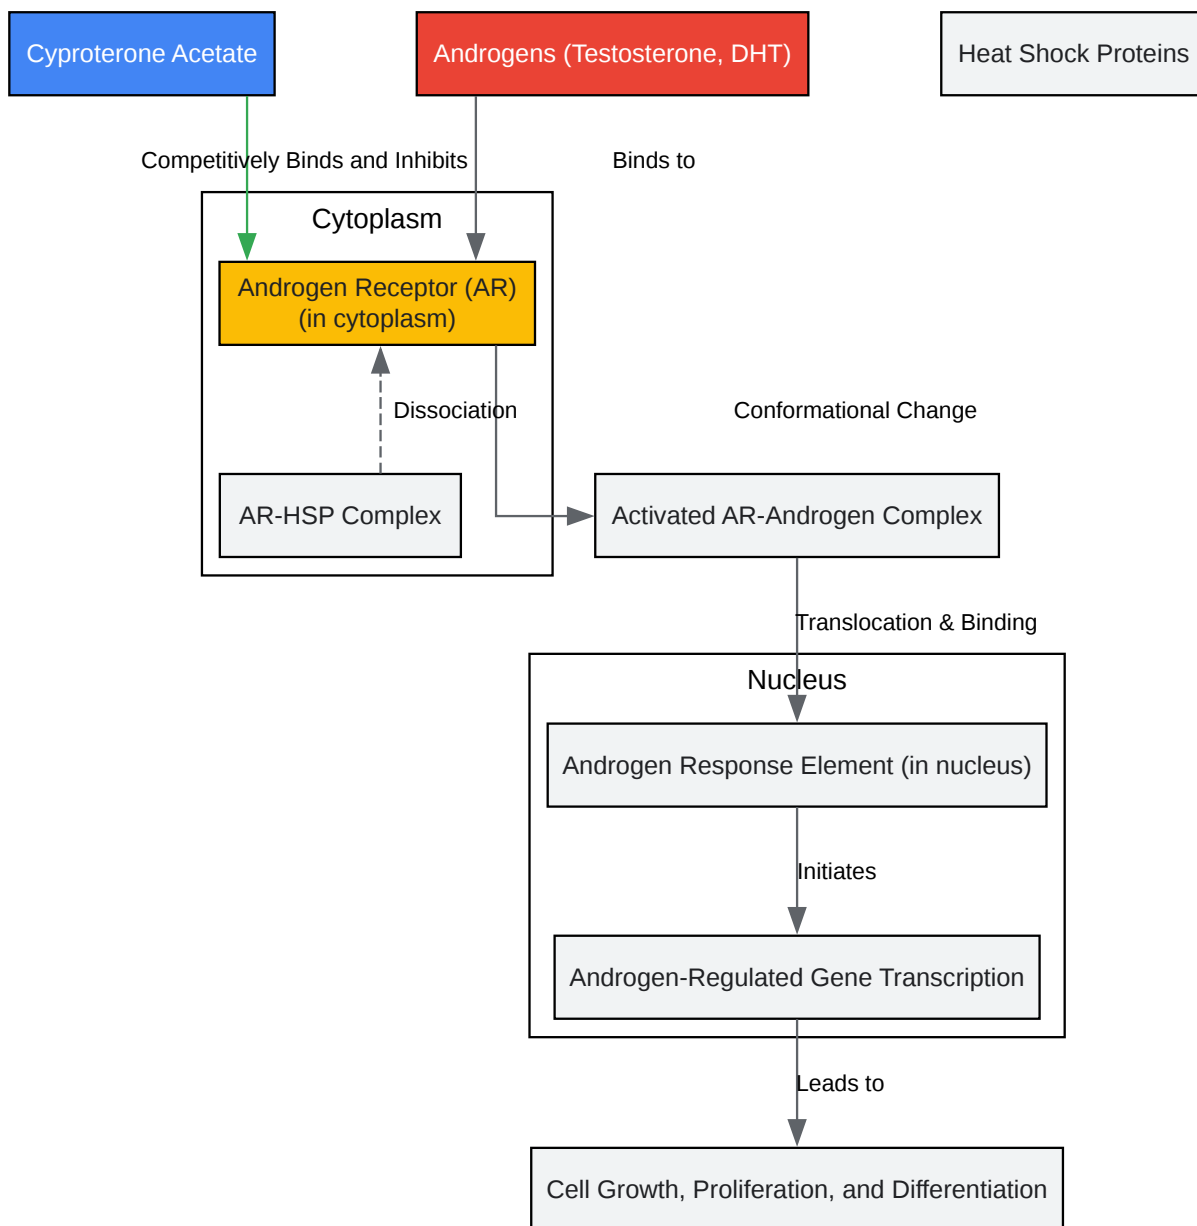 Cyproterone Acetate
Androgens (Testosterone, DHT)
Heat Shock Proteins
Competitively Binds and Inhibits
Binds to
Cytoplasm
Androgen Receptor (AR)
(in cytoplasm)
Dissociation
Conformational Change
AR-HSP Complex
Activated AR-Androgen Complex
Translocation & Binding
Nucleus
Androgen Response Element (in nucleus)
Initiates
Androgen-Regulated Gene Transcription
Leads to
Cell Growth, Proliferation, and Differentiation